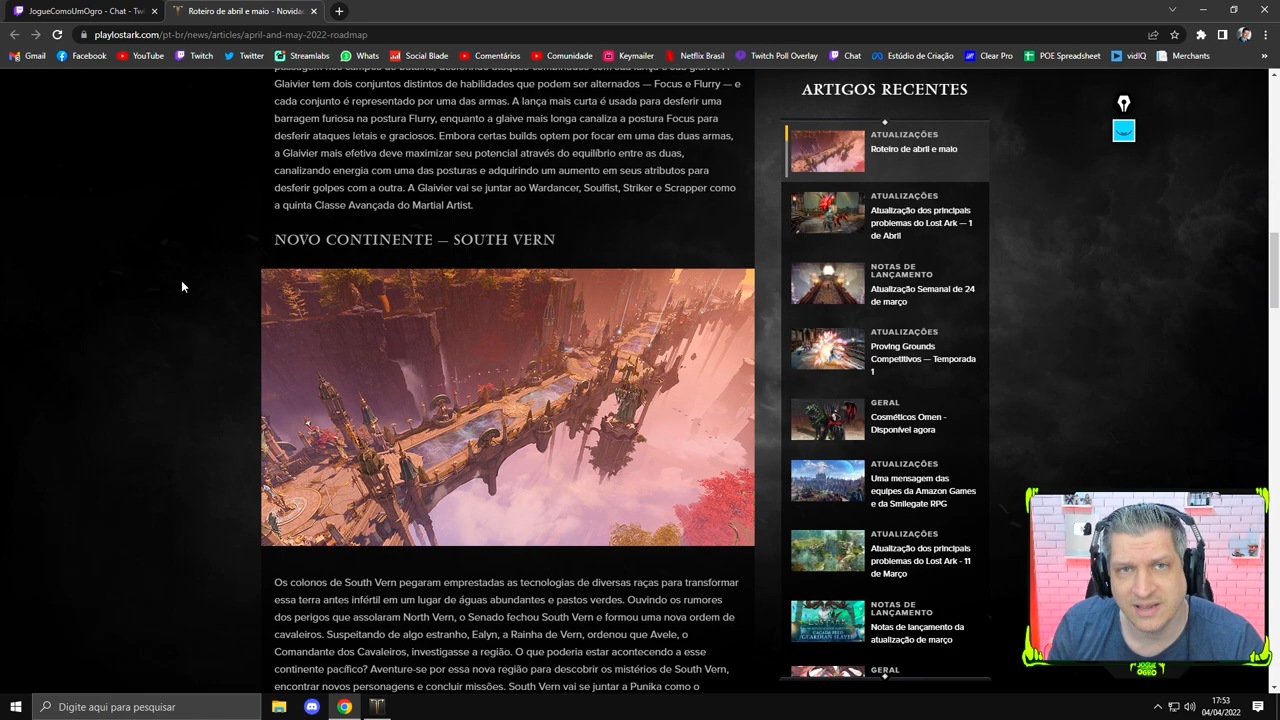 JogueComoUmOgro - Chat - Twi
Roteiro de abril e maio de 2022
playlostark.com/pt-br/news/articles/april-and-may-2022-roadmap
Gmail
Facebook
YouTube
Twitch
Twitter
Streamlabs
Whats
Social Blade
Comentários
Comunidade
Keymailer
Netflix Brasil
Twitch Poll Overlay
Chat
Estúdio de Criação
Clear Pro
POE Spreadsheet
vidIQ
Merchants
Glaivier tem dois conjuntos distintos de habilidades que podem ser alternados — Focus e Flurry — e
cada conjunto é representado por uma das armas. A lança mais curta é usada para desferir uma
barragem furiosa na postura Flurry, enquanto a glaive mais longa canaliza a postura Focus para
desferir ataques letais e graciosos. Embora certas builds optem por focar em uma das duas armas,
a Glaivier mais efetiva deve maximizar seu potencial através do equilíbrio entre as duas,
canalizando energia com uma das posturas e adquirindo um aumento em seus atributos para
desferir golpes com a outra. A Glaivier vai se juntar ao Wardancer, Soulfist, Striker e Scrapper como
a quinta Classe Avançada do Martial Artist.
NOVO CONTINENTE — SOUTH VERN
Os colonos de South Vern pegaram emprestadas as tecnologias de diversas raças para transformar
essa terra antes infértil em um lugar de águas abundantes e pastos verdes. Ouvindo os rumores
dos perigos que assolaram North Vern, o Senado fechou South Vern e formou uma nova ordem de
cavaleiros. Suspeitando de algo estranho, Ealyn, a Rainha de Vern, ordenou que Avele, o
Comandante dos Cavaleiros, investigasse a região. O que poderia estar acontecendo a esse
continente pacífico? Aventure-se por essa nova região para descobrir os mistérios de South Vern,
encontrar novos personagens e concluir missões. South Vern vai se juntar a Punika como o
ARTIGOS RECENTES
ATUALIZAÇÕES
Roteiro de abril e maio
ATUALIZAÇÕES
Atualização dos principais
problemas do Lost Ark — 1
de Abril
NOTAS DE
LANÇAMENTO
Atualização Semanal de 24
de março
ATUALIZAÇÕES
Proving Grounds
Competitivos — Temporada
1
GERAL
Cosméticos Omen -
Disponível agora
ATUALIZAÇÕES
Uma mensagem das
equipes da Amazon Games
e da Smilegate RPG
ATUALIZAÇÕES
Atualização dos principais
problemas do Lost Ark - 11
de Março
NOTAS DE
LANÇAMENTO
Notas de lançamento da
atualização de março
GERAL
JOGUE
OGRO
Digite aqui para pesquisar
17:53
04/04/2022